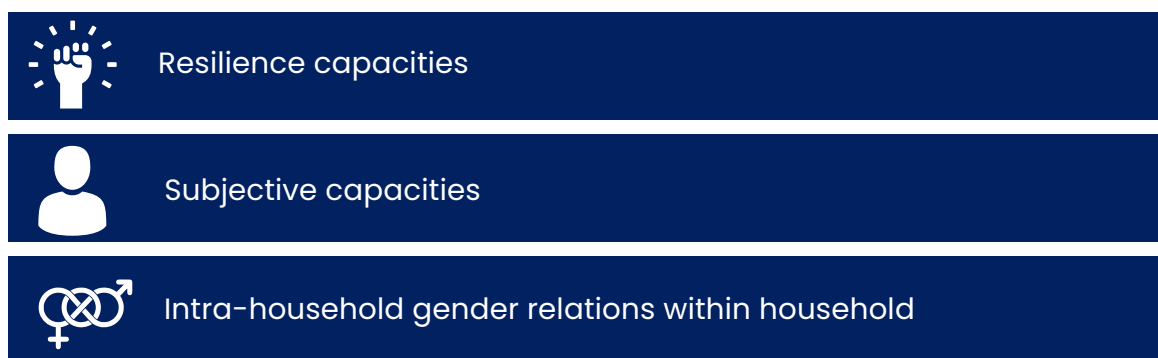 Resilience capacities
Subjective capacities
Intra-household gender relations within household